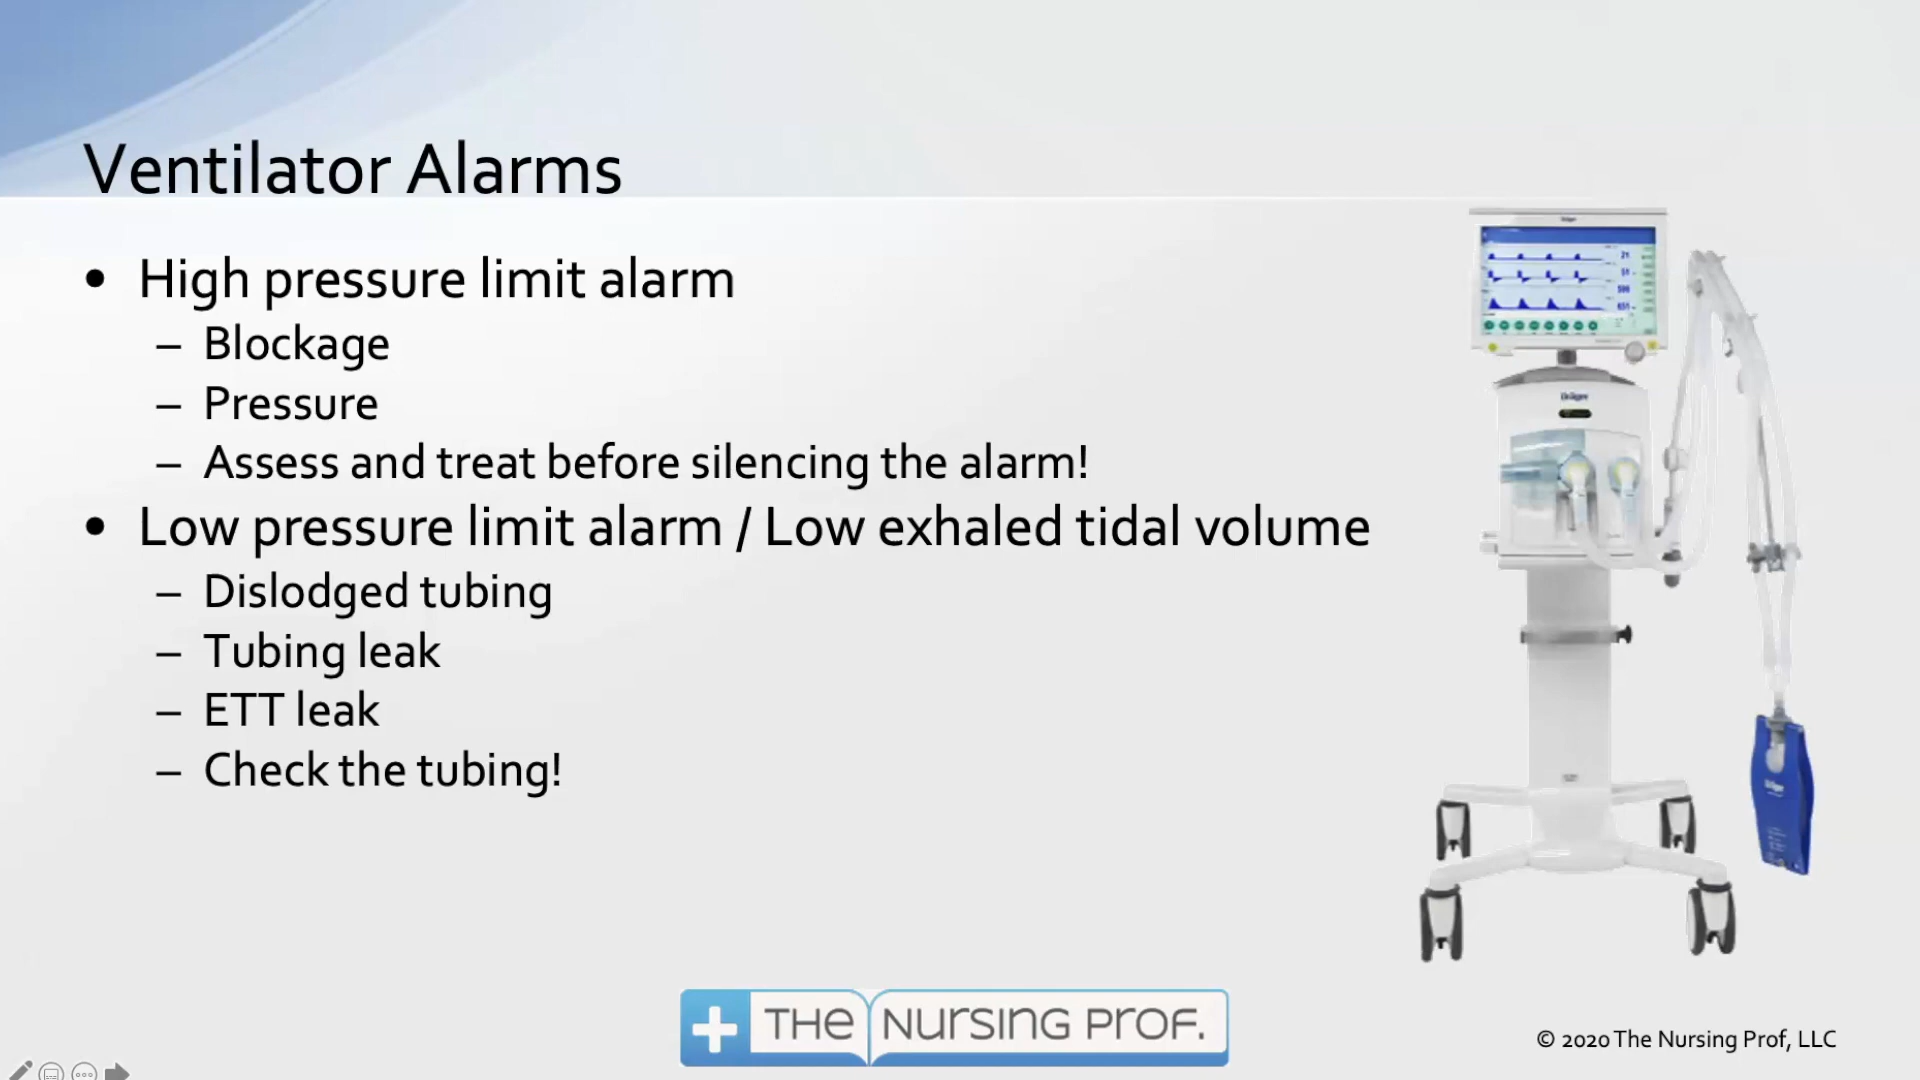 Ventilator Alarms
• High pressure limit alarm
– Blockage
– Pressure
– Assess and treat before silencing the alarm!
• Low pressure limit alarm / Low exhaled tidal volume
– Dislodged tubing
– Tubing leak
– ETT leak
– Check the tubing!
Dräger
Dräger
THE NURSING PROF.
© 2020 The Nursing Prof, LLC